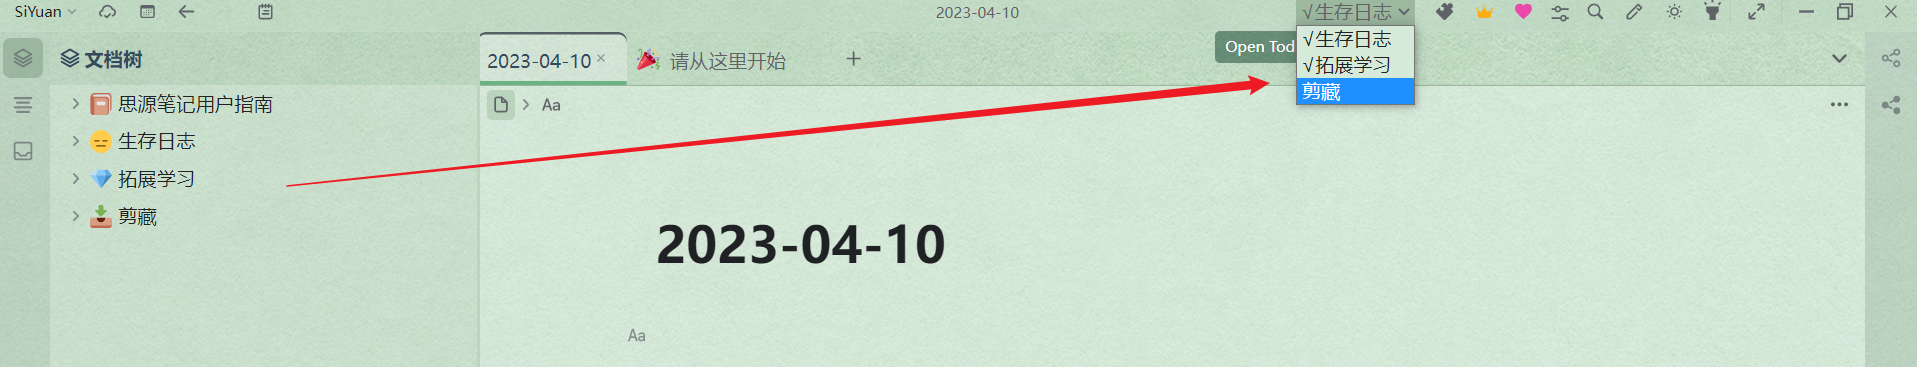 SiYuan
2023-04-10
√生存日志
√生存日志
√拓展学习
剪藏
Open Tod
文档树
2023-04-10
请从这里开始
思源笔记用户指南
生存日志
拓展学习
剪藏
Aa
2023-04-10
Aa